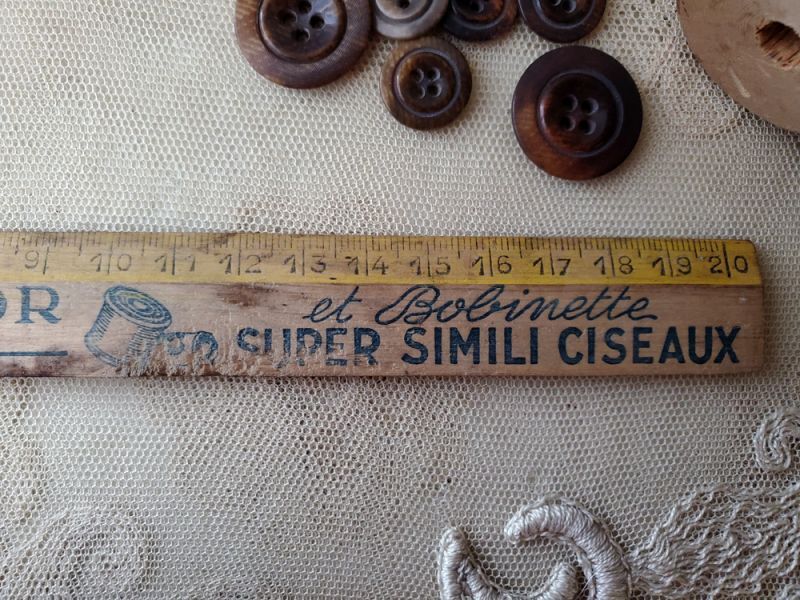 9 10 11 12 13 14 15 16 17 18 19 20
OR et Bobinette
SUPER SIMILI CISEAUX